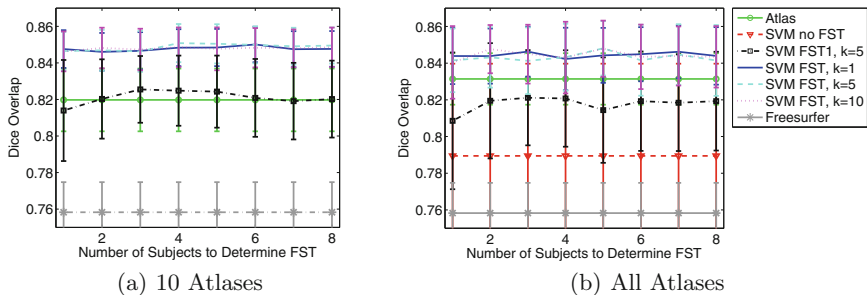 0.86
0.84
0.82
0.8
0.78
0.76
Dice Overlap
2 4 6 8
Number of Subjects to Determine FST
(a) 10 Atlases
0.86
0.84
0.82
0.8
0.78
0.76
Dice Overlap
2 4 6 8
Number of Subjects to Determine FST
(b) All Atlases
Atlas
SVM no FST
SVM FST1, k=5
SVM FST, k=1
SVM FST, k=5
SVM FST, k=10
Freesurfer